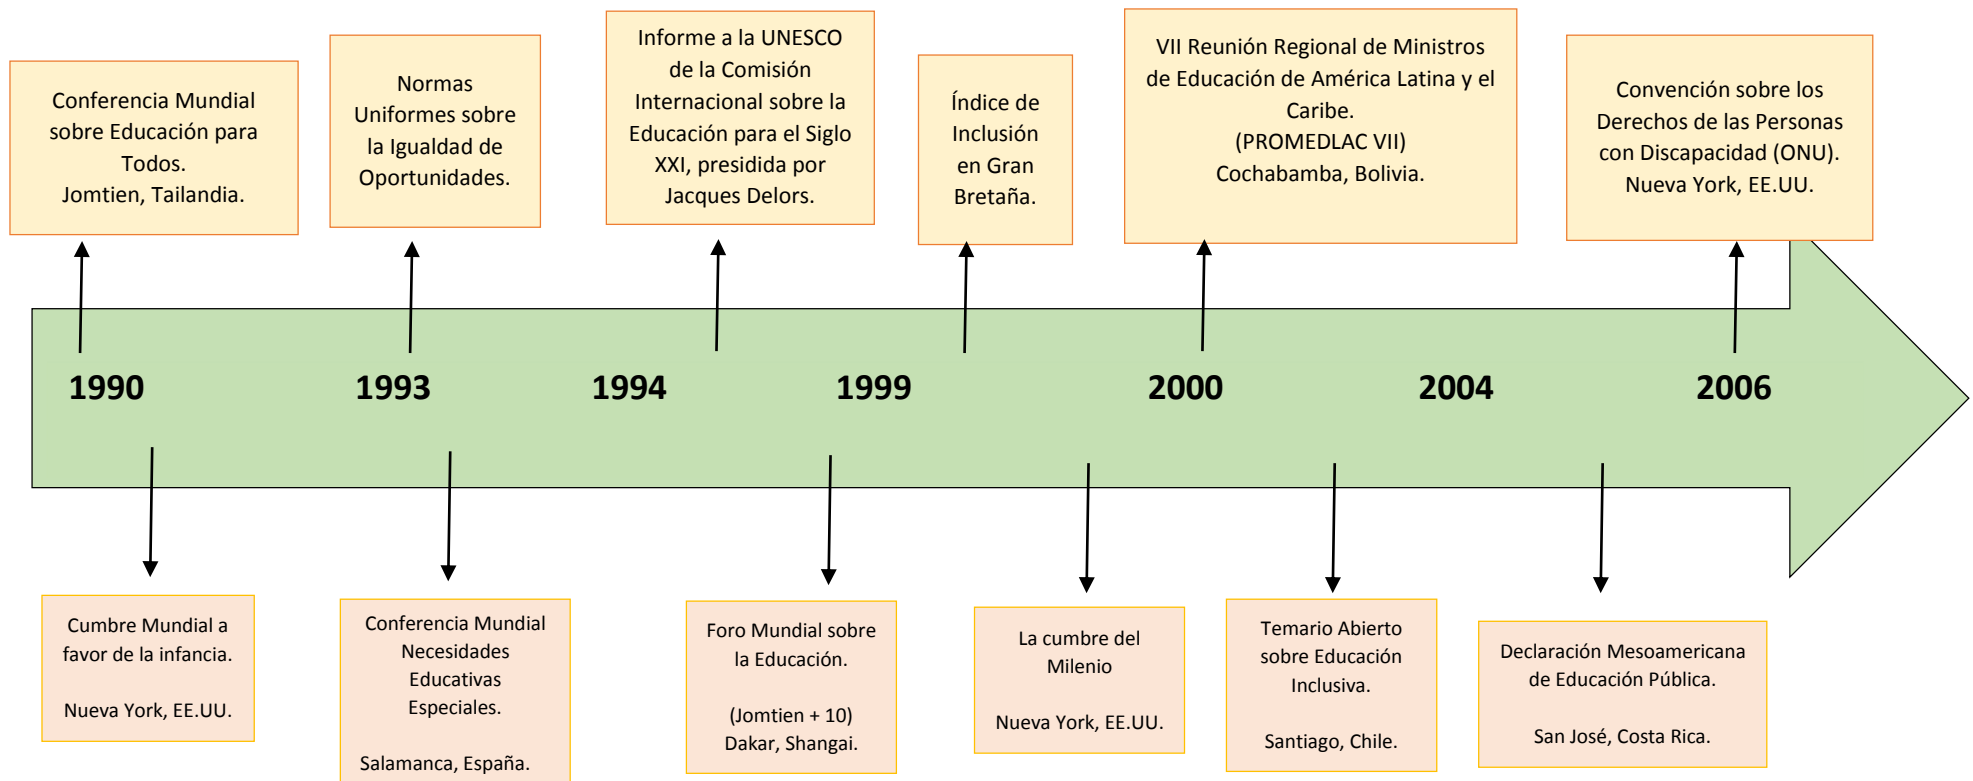 Conferencia Mundial
sobre Educación para
Todos.
Jomtien, Tailandia.
Normas
Uniformes sobre
la Igualdad de
Oportunidades.
Informe a la UNESCO
de la Comisión
Internacional sobre la
Educación para el Siglo
XXI, presidida por
Jacques Delors.
Índice de
Inclusión
en Gran
Bretaña.
VII Reunión Regional de Ministros
de Educación de América Latina y el
Caribe.
(PROMEDLAC VII)
Cochabamba, Bolivia.
Convención sobre los
Derechos de las Personas
con Discapacidad (ONU).
Nueva York, EE.UU.
1990
1993
1994
1999
2000
2004
2006
Cumbre Mundial a
favor de la infancia.
Nueva York, EE.UU.
Conferencia Mundial
Necesidades
Educativas
Especiales.
Salamanca, España.
Foro Mundial sobre
la Educación.
(Jomtien + 10)
Dakar, Shangai.
La cumbre del
Milenio
Nueva York, EE.UU.
Temario Abierto
sobre Educación
Inclusiva.
Santiago, Chile.
Declaración Mesoamericana
de Educación Pública.
San José, Costa Rica.